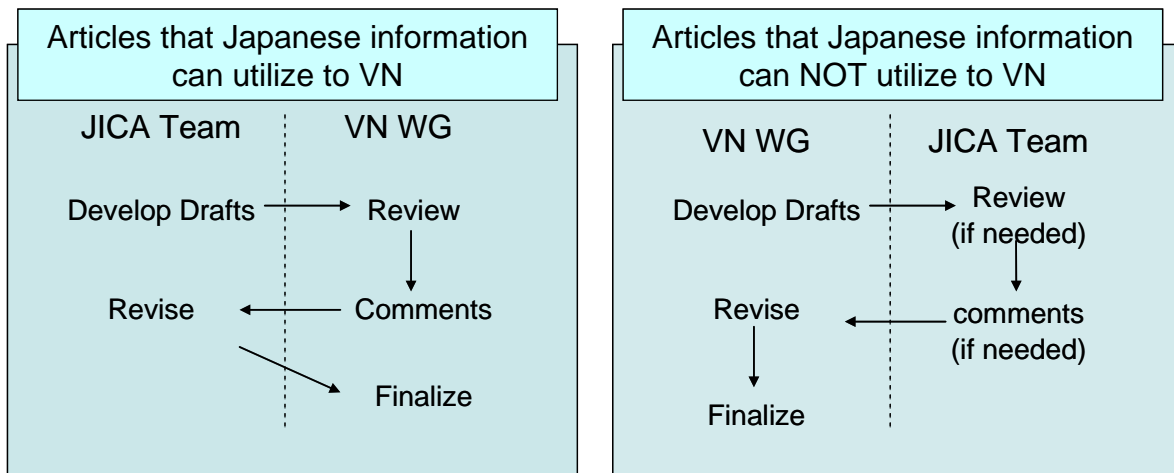 Articles that Japanese information
can utilize to VN
JICA Team
VN WG
Develop Drafts
Review
Revise
Comments
Finalize
Articles that Japanese information
can NOT utilize to VN
VN WG
JICA Team
Develop Drafts
Review
(if needed)
Revise
comments
(if needed)
Finalize